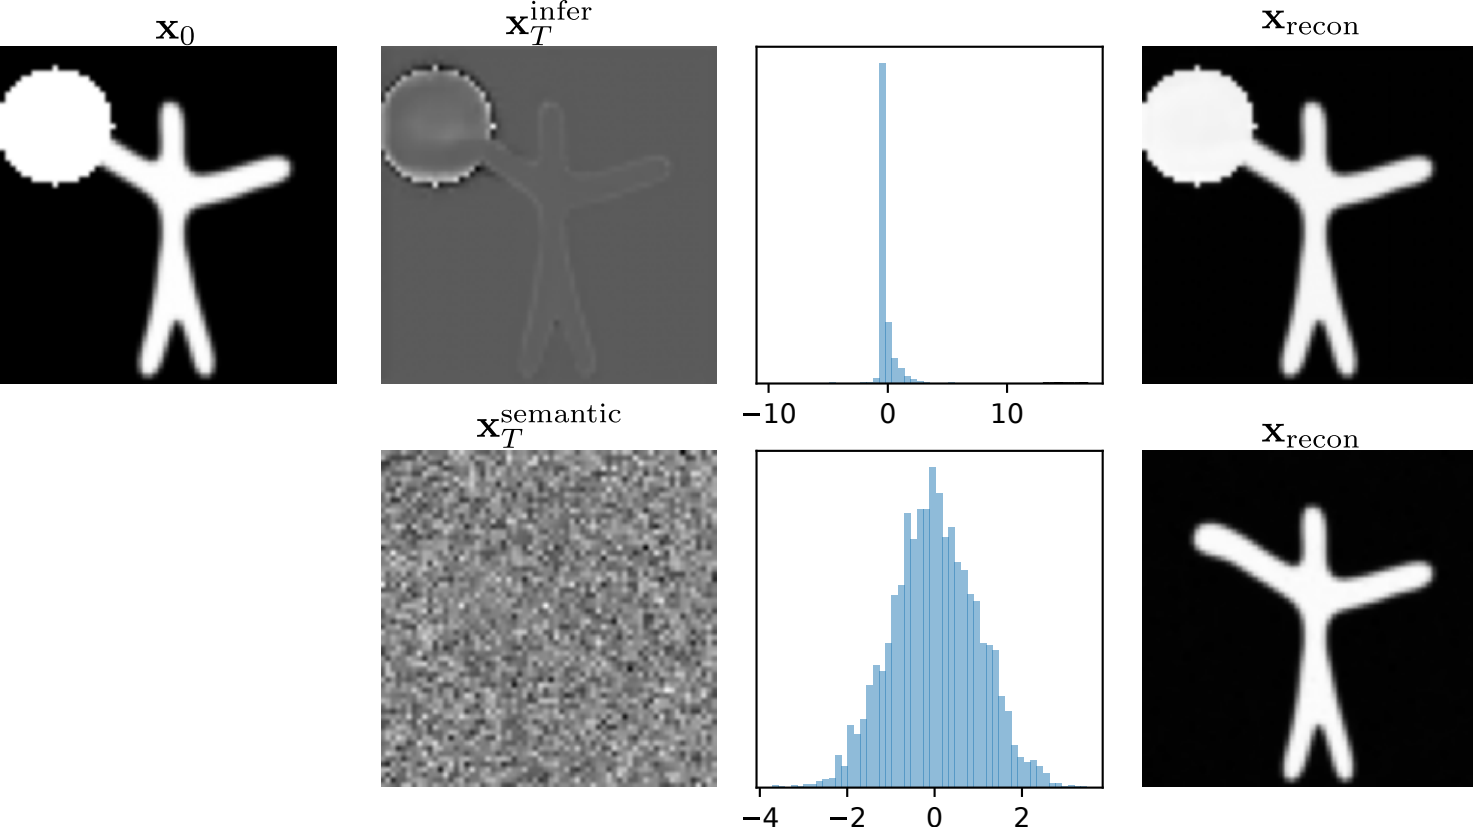 x₀
x_T^infer
x_recon
−10 0 10
x_T^semantic
x_recon
−4 −2 0 2